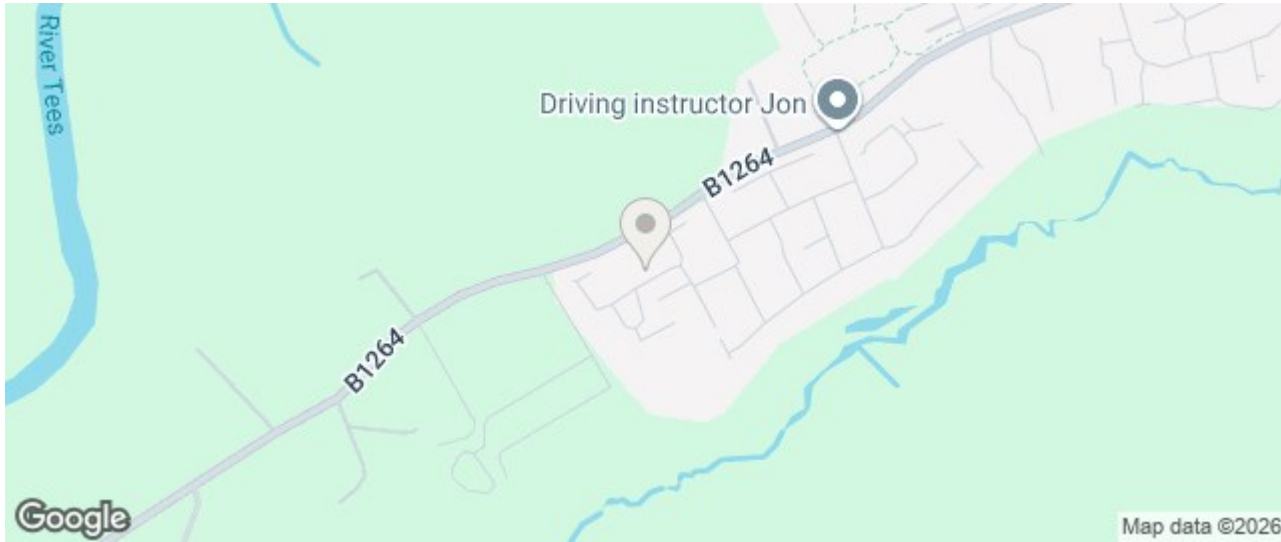 River Tees
Driving instructor Jon
B1264
B1264
Google
Map data ©2026